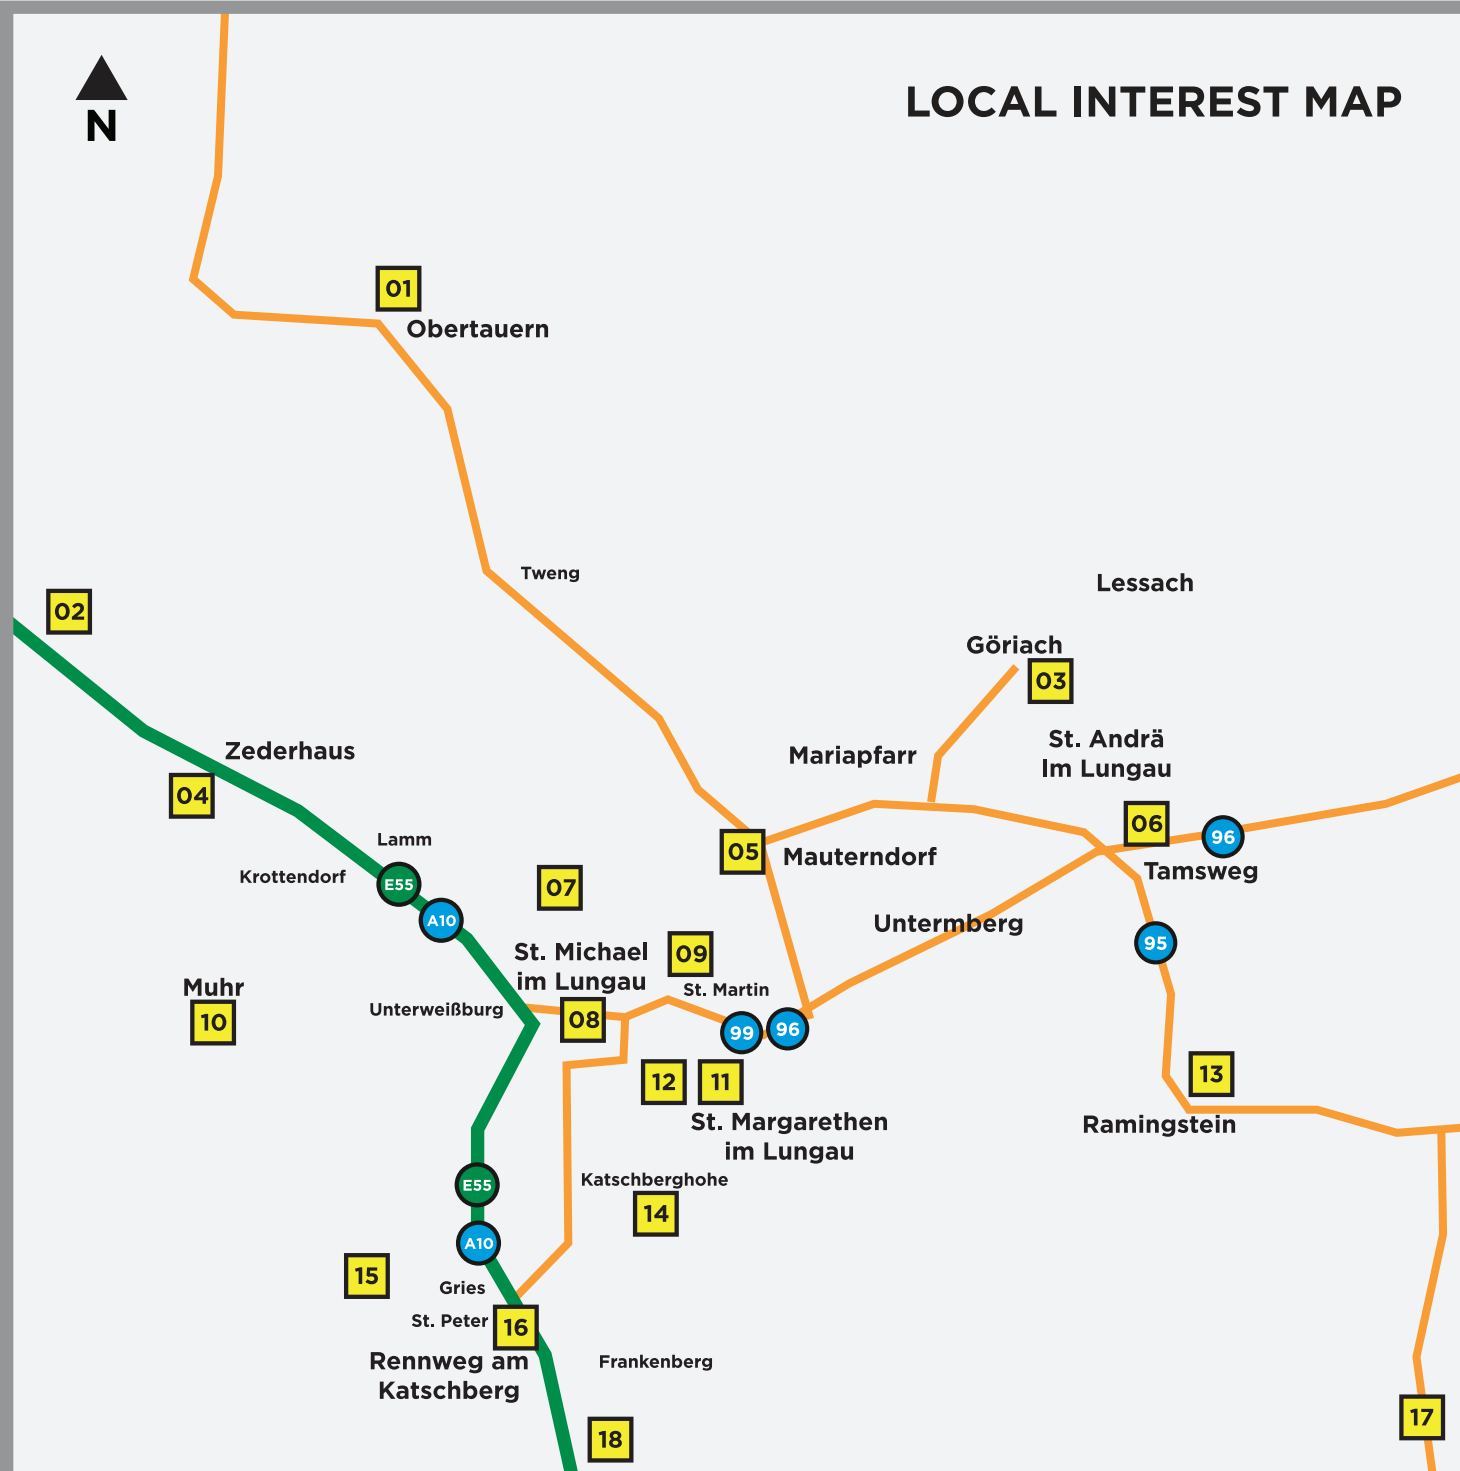 LOCAL INTEREST MAP
N
01
Obertauern
Tweng
Lessach
02
Göriach
03
St. Andrä
Im Lungau
Zederhaus
Mariapfarr
04
06
96
Lamm
05
Mauterndorf
Tamsweg
Krottendorf
E55
07
A10
Untermberg
95
St. Michael
im Lungau
09
Muhr
St. Martin
10
Unterweißburg
08
99
96
12
11
13
St. Margarethen
im Lungau
Ramingstein
E55
Katschberghohe
14
A10
15
Gries
St. Peter
16
Rennweg am
Katschberg
Frankenberg
17
18